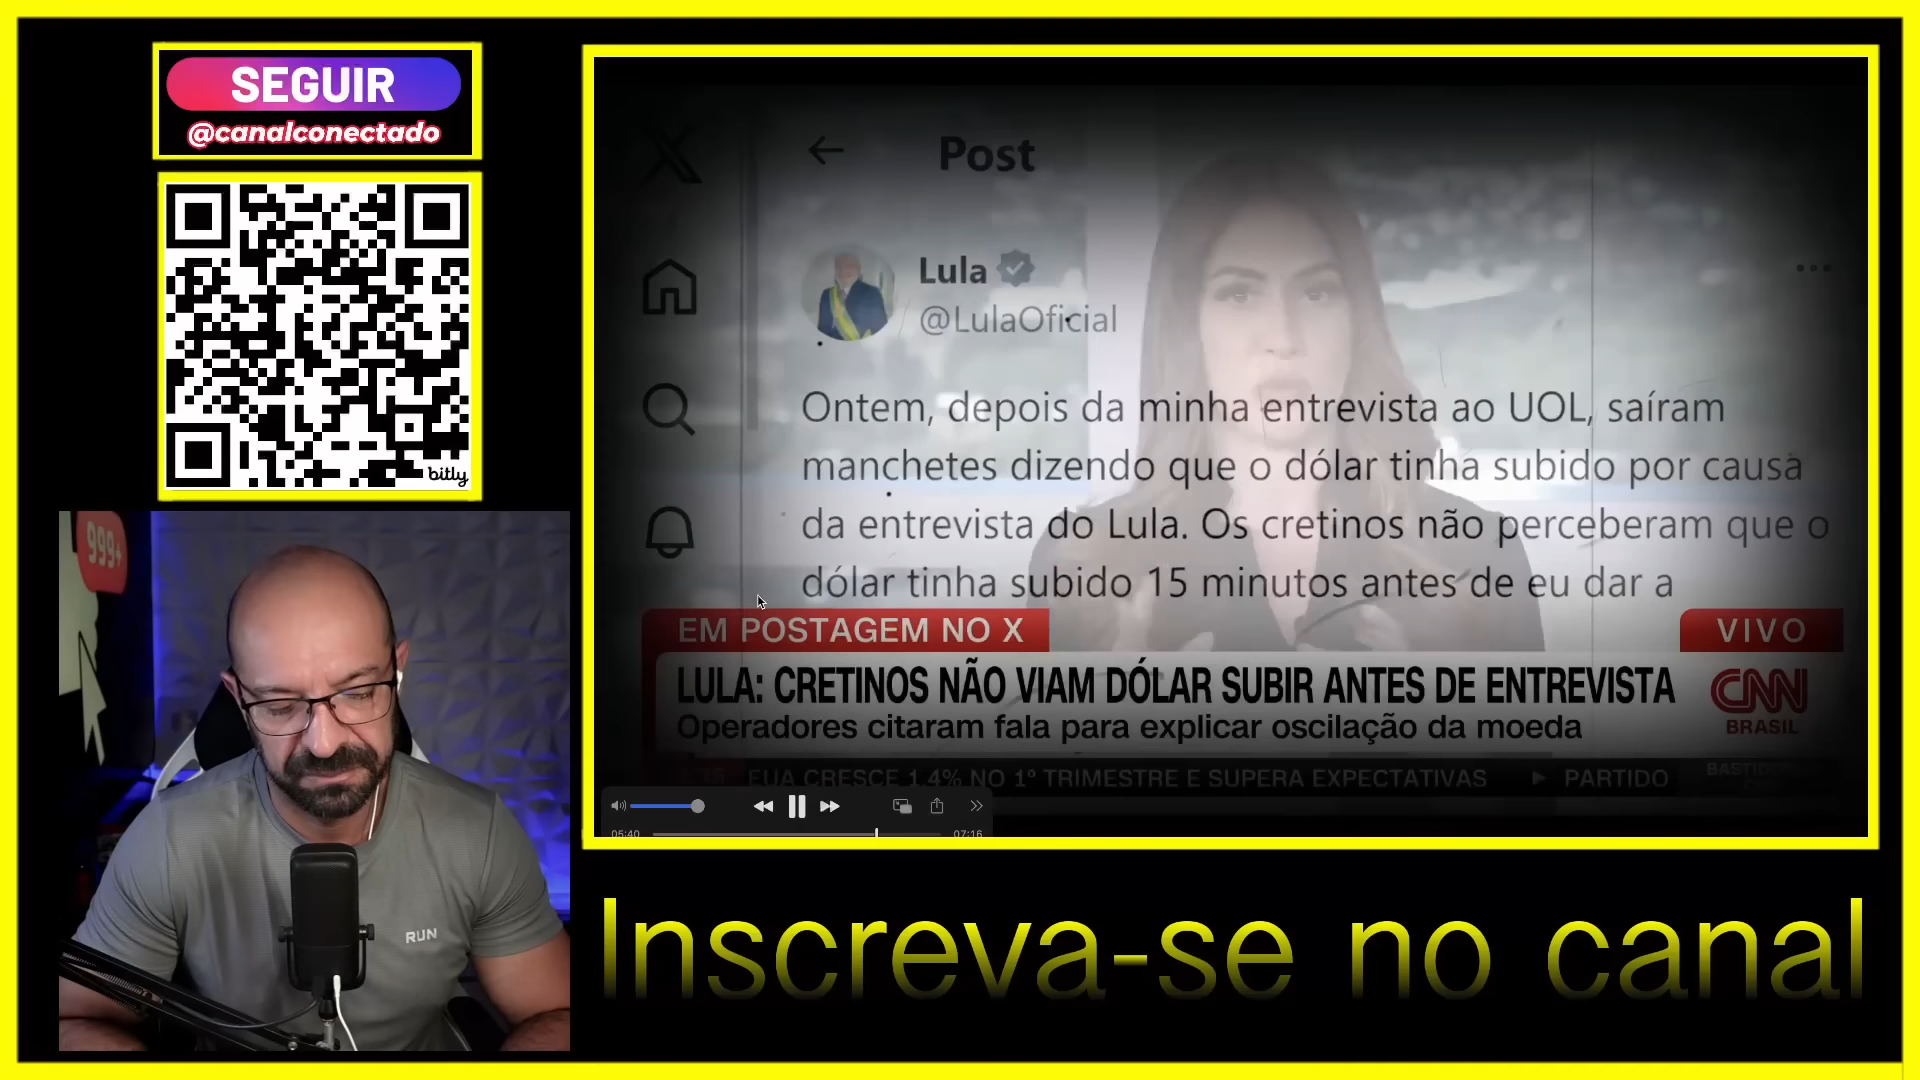 SEGUIR
@canalconectado
bitly
999+
RUN
Post
Lula
@LulaOficial
Ontem, depois da minha entrevista ao UOL, saíram
manchetes dizendo que o dólar tinha subido por causa
da entrevista do Lula. Os cretinos não perceberam que o
dólar tinha subido 15 minutos antes de eu dar a
EM POSTAGEM NO X
VIVO
LULA: CRETINOS NÃO VIAM DÓLAR SUBIR ANTES DE ENTREVISTA
Operadores citaram fala para explicar oscilação da moeda
CNN
BRASIL
EUA CRESCE 1,4% NO 1º TRIMESTRE E SUPERA EXPECTATIVAS ▶ PARTIDO
05:40
07:16
Inscreva-se no canal